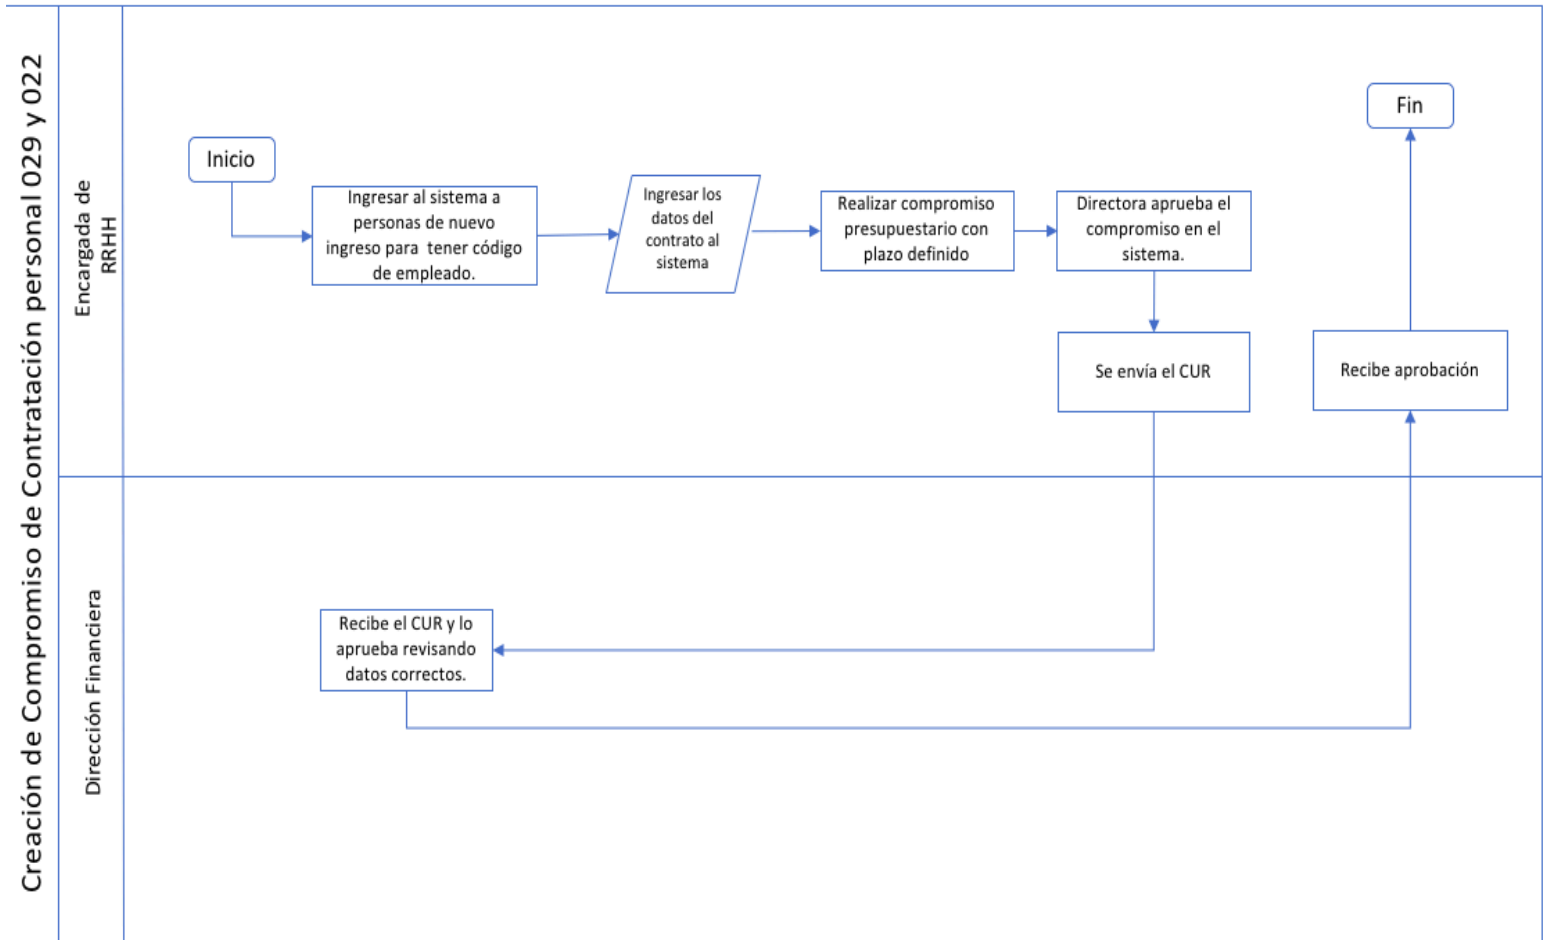 Creación de Compromiso de Contratación personal 029 y 022
Encargada de
RRHH
Inicio
Ingresar al sistema a
personas de nuevo
ingreso para tener código
de empleado.
Ingresar los
datos del
contrato al
sistema
Realizar compromiso
presupuestario con
plazo definido
Directora aprueba el
compromiso en el
sistema.
Se envía el CUR
Fin
Recibe aprobación
Dirección Financiera
Recibe el CUR y lo
aprueba revisando
datos correctos.